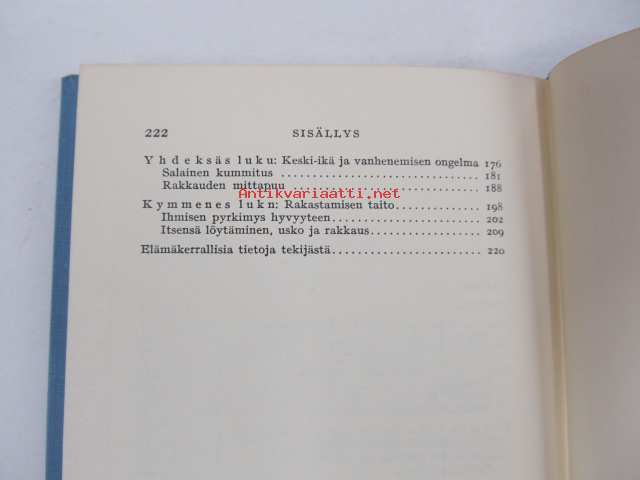 222 SISÄLLYS
Yhdeksäs luku: Keski-ikä ja vanhenemisen ongelma 176
Salainen kummitus 181
Rakkauden mittapuu 188
Antikvariaatti.net
Kymmenes lukn: Rakastamisen taito 198
Ihmisen pyrkimys hyvyyteen 202
Itsensä löytäminen, usko ja rakkaus 209
Elämäkerrallisia tietoja tekijästä 220